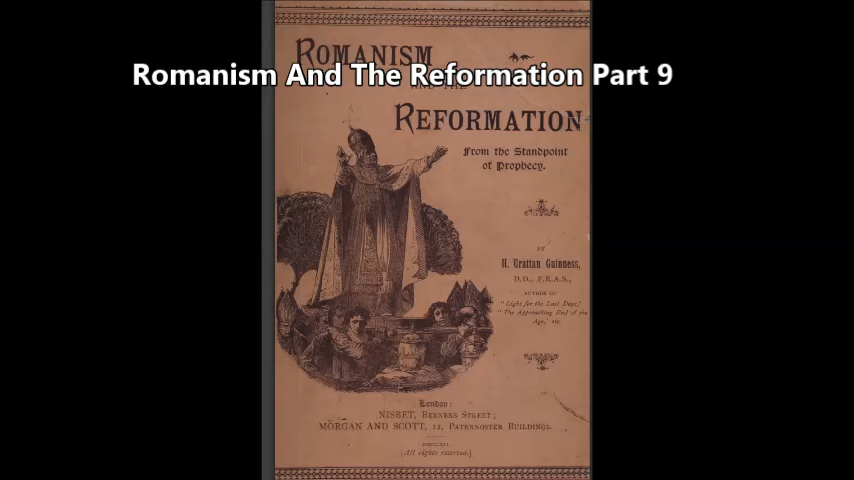 Romanism And The Reformation Part 9
ROMANISM
AND THE
REFORMATION
From the Standpoint
of Prophecy.
BY
H. Grattan Guinness,
D.D., F.R.A.S.,
AUTHOR OF
"Light for the Last Days,"
"The Approaching End of the
Age," etc.
London:
NISBET, BERNERS STREET;
MORGAN AND SCOTT, 12, PATERNOSTER BUILDINGS.
[All rights reserved.]